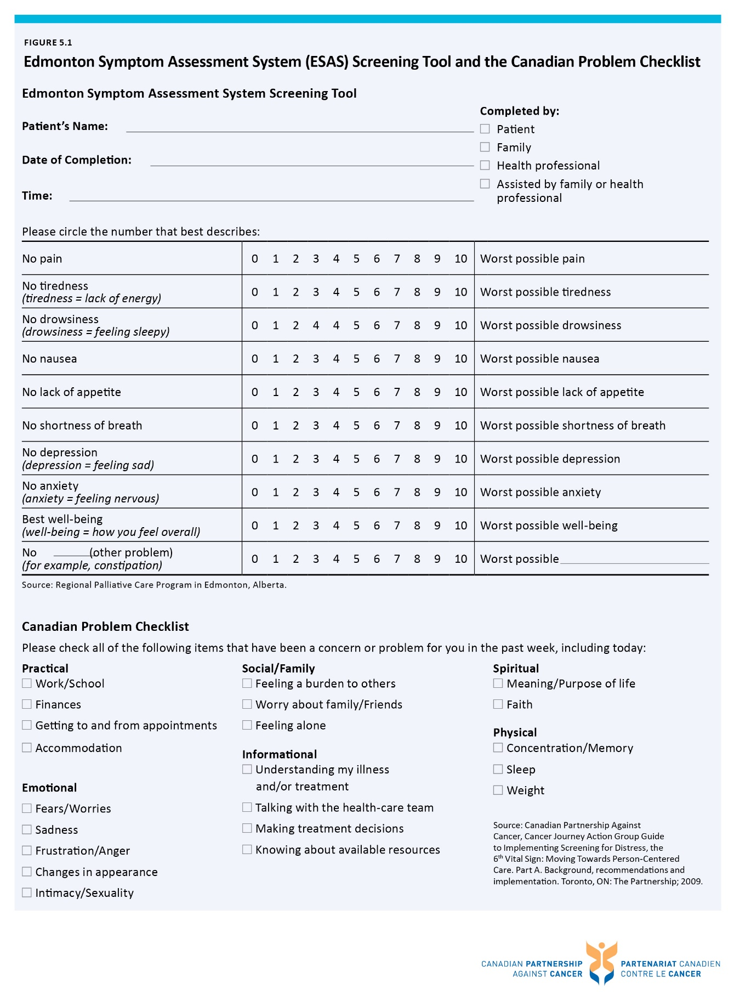 FIGURE 5.1
Edmonton Symptom Assessment System (ESAS) Screening Tool and the Canadian Problem Checklist
Edmonton Symptom Assessment System Screening Tool
Patient’s Name:
Date of Completion:
Time:
Completed by:
Patient
Family
Health professional
Assisted by family or health
professional
Please circle the number that best describes:
No pain 0 1 2 3 4 5 6 7 8 9 10 Worst possible pain
No tiredness
(tiredness = lack of energy) 0 1 2 3 4 5 6 7 8 9 10 Worst possible tiredness
No drowsiness
(drowsiness = feeling sleepy) 0 1 2 4 4 5 6 7 8 9 10 Worst possible drowsiness
No nausea 0 1 2 3 4 5 6 7 8 9 10 Worst possible nausea
No lack of appetite 0 1 2 3 4 5 6 7 8 9 10 Worst possible lack of appetite
No shortness of breath 0 1 2 3 4 5 6 7 8 9 10 Worst possible shortness of breath
No depression
(depression = feeling sad) 0 1 2 3 4 5 6 7 8 9 10 Worst possible depression
No anxiety
(anxiety = feeling nervous) 0 1 2 3 4 5 6 7 8 9 10 Worst possible anxiety
Best well-being
(well-being = how you feel overall) 0 1 2 3 4 5 6 7 8 9 10 Worst possible well-being
No ______(other problem)
(for example, constipation) 0 1 2 3 4 5 6 7 8 9 10 Worst possible
Source: Regional Palliative Care Program in Edmonton, Alberta.
Canadian Problem Checklist
Please check all of the following items that have been a concern or problem for you in the past week, including today:
Practical
Work/School
Finances
Getting to and from appointments
Accommodation
Emotional
Fears/Worries
Sadness
Frustration/Anger
Changes in appearance
Intimacy/Sexuality
Social/Family
Feeling a burden to others
Worry about family/Friends
Feeling alone
Informational
Understanding my illness
and/or treatment
Talking with the health-care team
Making treatment decisions
Knowing about available resources
Spiritual
Meaning/Purpose of life
Faith
Physical
Concentration/Memory
Sleep
Weight
Source: Canadian Partnership Against
Cancer, Cancer Journey Action Group Guide
to Implementing Screening for Distress, the
6th Vital Sign: Moving Towards Person-Centered
Care. Part A. Background, recommendations and
implementation. Toronto, ON: The Partnership; 2009.
CANADIAN PARTNERSHIP
AGAINST CANCER
PARTENARIAT CANADIEN
CONTRE LE CANCER